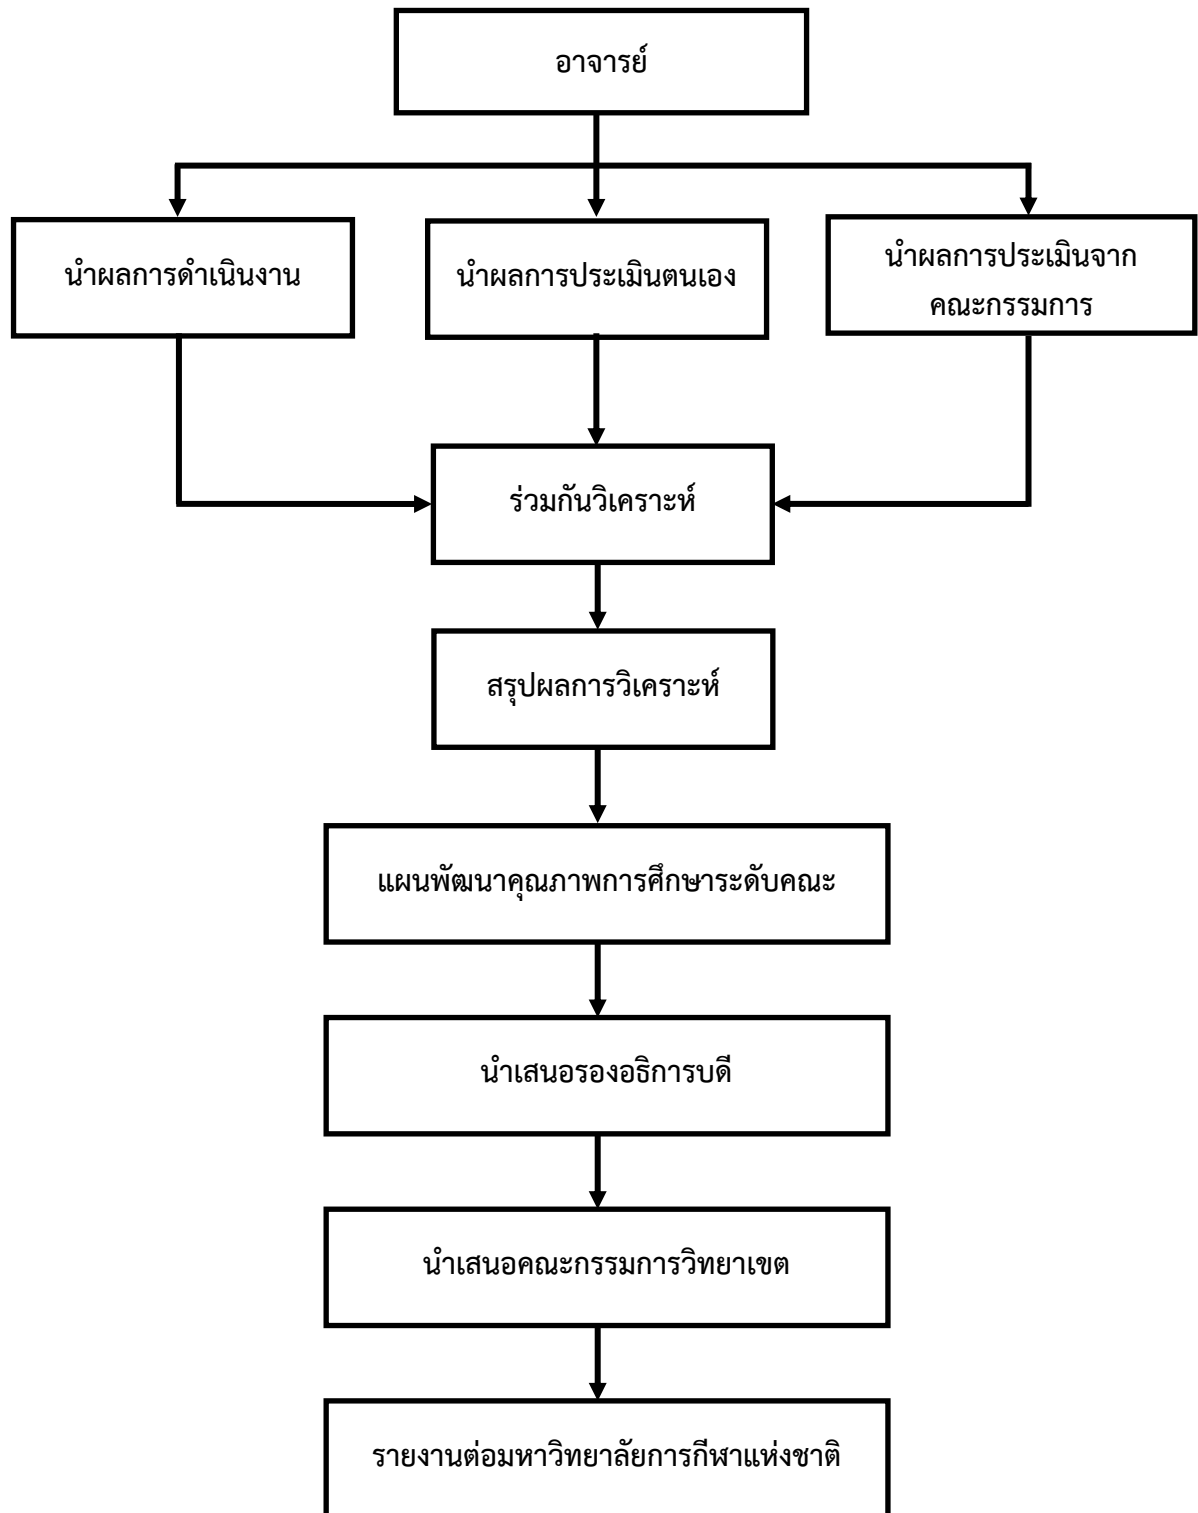 อาจารย์
นำผลการดำเนินงาน
นำผลการประเมินตนเอง
นำผลการประเมินจาก
คณะกรรมการ
ร่วมกันวิเคราะห์
สรุปผลการวิเคราะห์
แผนพัฒนาคุณภาพการศึกษาระดับคณะ
นำเสนอรองอธิการบดี
นำเสนอคณะกรรมการวิทยาเขต
รายงานต่อมหาวิทยาลัยการกีฬาแห่งชาติ